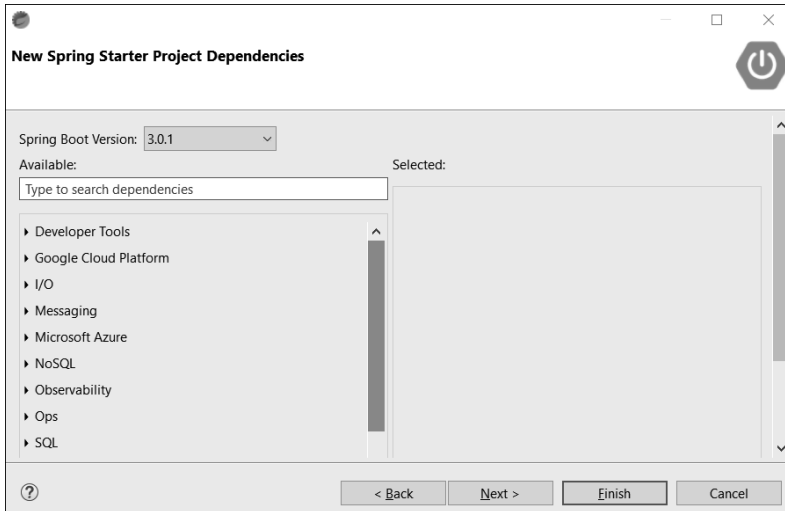 New Spring Starter Project Dependencies
Spring Boot Version: 3.0.1
Available:
Selected:
Type to search dependencies
Developer Tools
Google Cloud Platform
I/O
Messaging
Microsoft Azure
NoSQL
Observability
Ops
SQL
?
< Back
Next >
Finish
Cancel